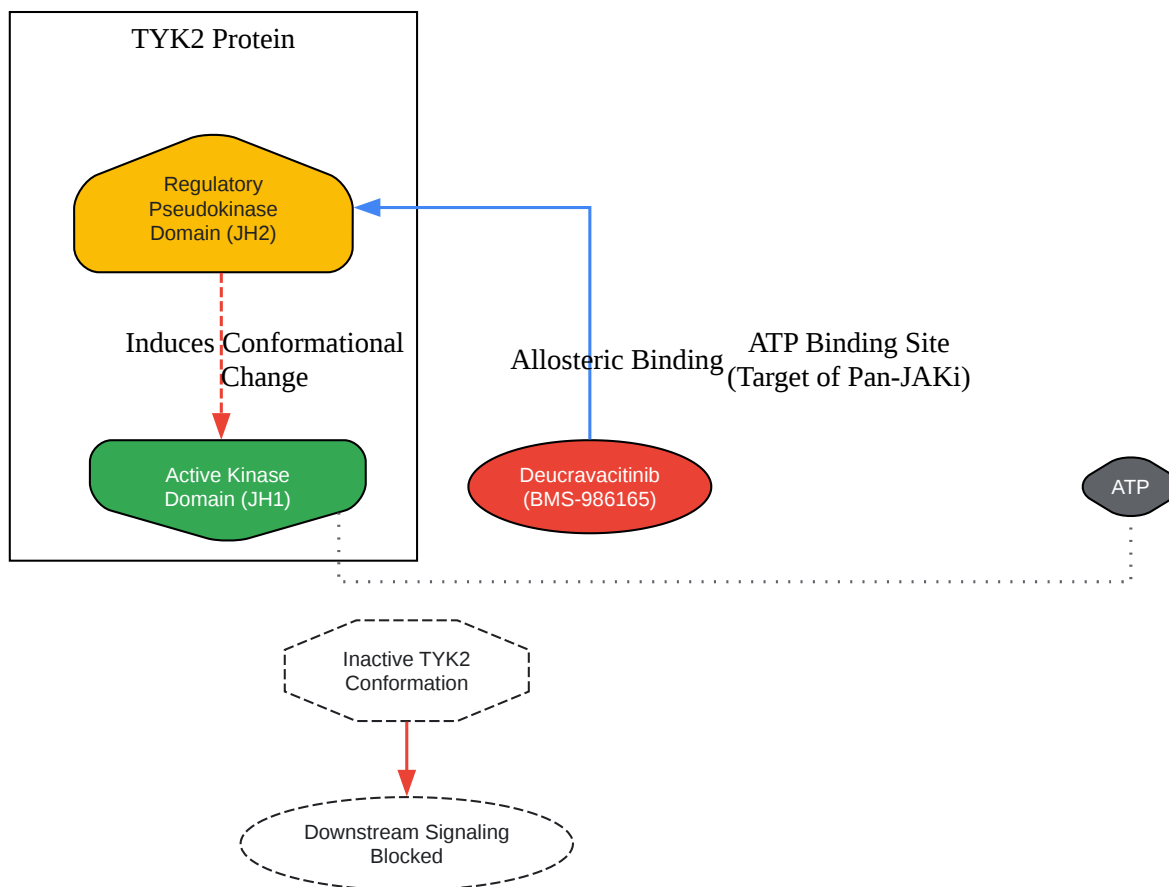 TYK2 Protein
Regulatory
Pseudokinase
Domain (JH2)
Induces Conformational
Change
Allosteric Binding
ATP Binding Site
(Target of Pan-JAKi)
Active Kinase
Domain (JH1)
Deucravacitinib
(BMS-986165)
ATP
Inactive TYK2
Conformation
Downstream Signaling
Blocked